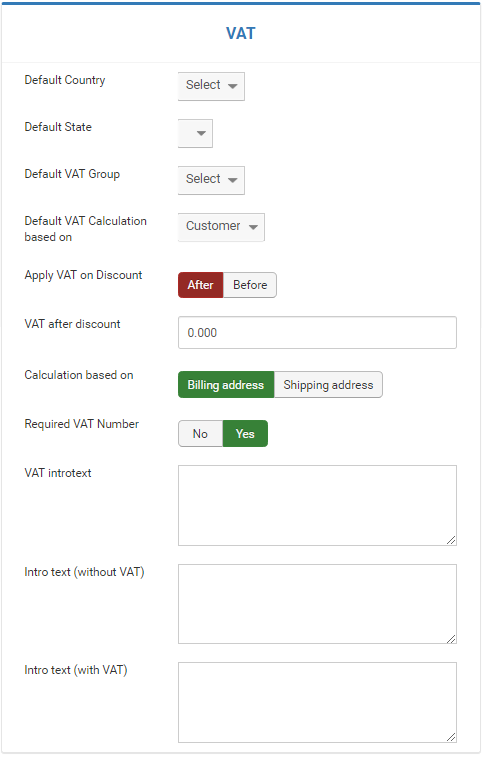 VAT
Default Country
Select
Default State
Default VAT Group
Select
Default VAT Calculation
based on
Customer
Apply VAT on Discount
After Before
VAT after discount
0.000
Calculation based on
Billing address Shipping address
Required VAT Number
No Yes
VAT introtext
Intro text (without VAT)
Intro text (with VAT)